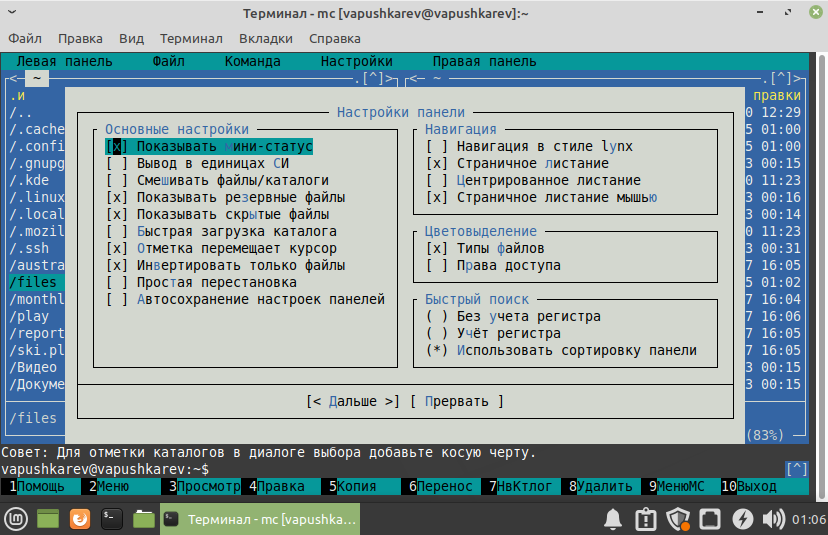 Терминал - mc [vapushkarev@vapushkarev]:~
Файл Правка Вид Терминал Вкладки Справка
Левая панель Файл Команда Настройки Правая панель
<─ ~ .[^]> <─ ~ .[^]>
.и правки
/.. 0 12:29
/.cache 5 01:00
/.confi 5 01:00
/.gnupg 3 00:15
/.kde 0 11:23
/.linux 3 00:16
/.local 3 00:14
/.mozil 0 11:23
/.ssh 3 00:31
/austra 7 16:05
/files 5 01:02
/monthl 7 16:04
/play 7 16:06
/report 7 16:05
/ski.pl 7 16:05
/Видео 3 00:15
/Докуме 3 00:15
/files
(83%)
Настройки панели
Основные настройки
[x] Показывать мини-статус
[ ] Вывод в единицах СИ
[ ] Смешивать файлы/каталоги
[x] Показывать резервные файлы
[x] Показывать скрытые файлы
[ ] Быстрая загрузка каталога
[x] Отметка перемещает курсор
[x] Инвертировать только файлы
[ ] Простая перестановка
[ ] Автосохранение настроек панелей
Навигация
[ ] Навигация в стиле lynx
[x] Страничное листание
[ ] Центрированное листание
[x] Страничное листание мышью
Цветовыделение
[x] Типы файлов
[ ] Права доступа
Быстрый поиск
( ) Без учета регистра
( ) Учёт регистра
(*) Использовать сортировку панели
[< Дальше >] [ Прервать ]
Совет: Для отметки каталогов в диалоге выбора добавьте косую черту.
vapushkarev@vapushkarev:~$ [^]
1Помощь 2Меню 3Просмотр 4Правка 5Копия 6Перенос 7НвКтлог 8Удалить 9МенюМС 10Выход
Терминал - mc [vapushka... 01:06